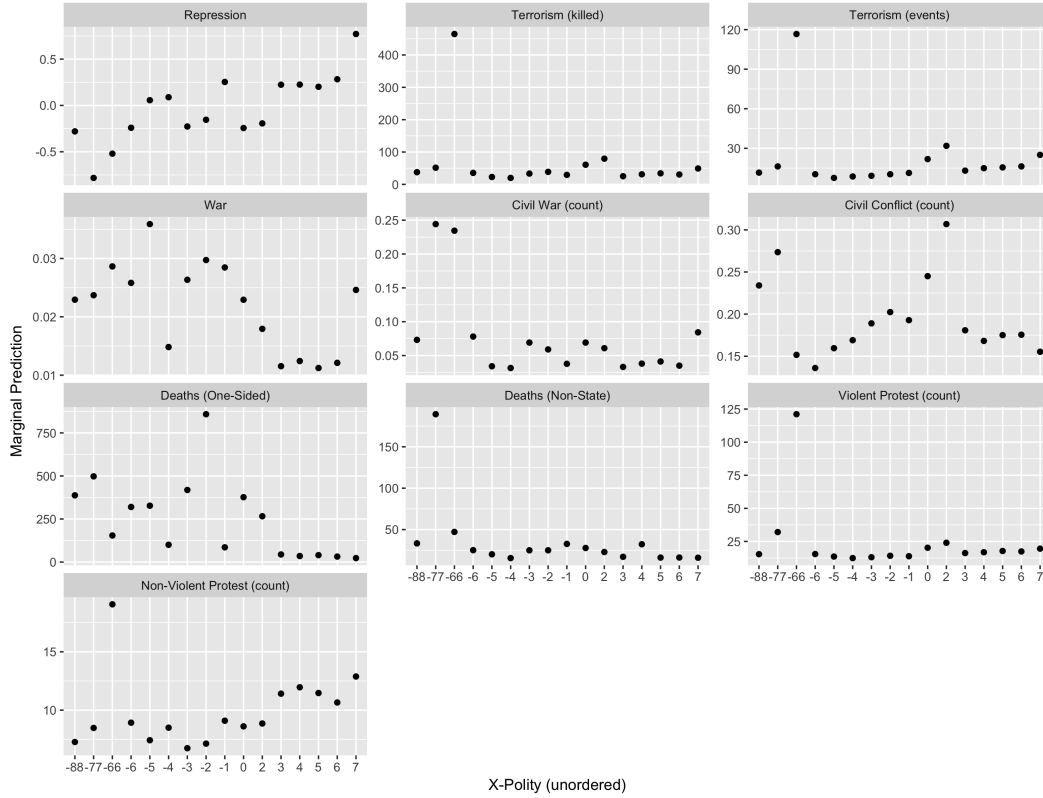 Repression
Terrorism (killed)
Terrorism (events)
0.5
0.0
-0.5
400
300
200
100
0
120
90
60
30
War
Civil War (count)
Civil Conflict (count)
0.03
0.02
0.01
0.25
0.20
0.15
0.10
0.05
0.30
0.25
0.20
0.15
Marginal Prediction
Deaths (One-Sided)
Deaths (Non-State)
Violent Protest (count)
750
500
250
0
150
100
50
125
100
75
50
25
-88 -77 -66 -6 -5 -4 -3 -2 -1 0 2 3 4 5 6 7
-88 -77 -66 -6 -5 -4 -3 -2 -1 0 2 3 4 5 6 7
Non-Violent Protest (count)
15
10
-88 -77 -66 -6 -5 -4 -3 -2 -1 0 2 3 4 5 6 7
X-Polity (unordered)